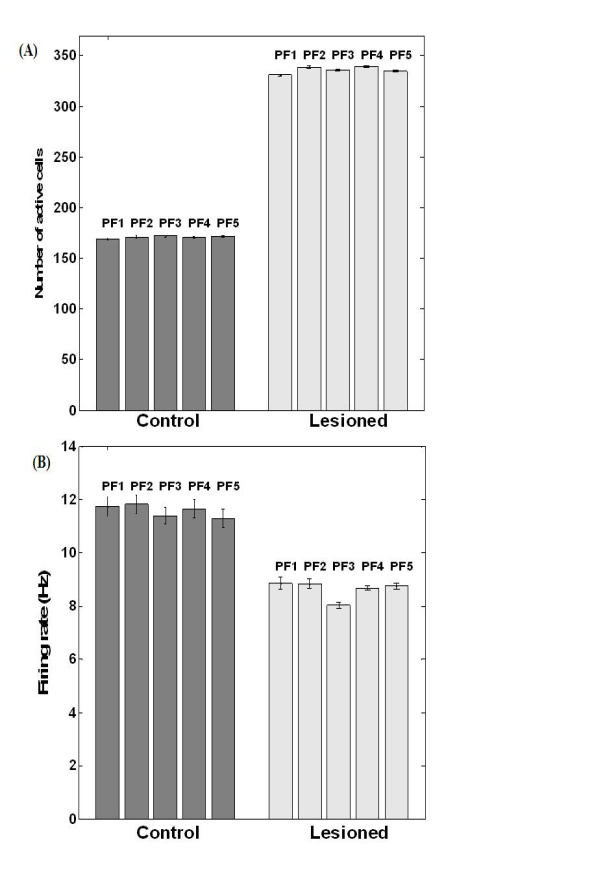 (A)
PF1 PF2 PF3 PF4 PF5
350
300
250
200
PF1 PF2 PF3 PF4 PF5
150
100
50
0
Number of active cells
Control Lesioned
(B)
14
12
PF1 PF2 PF3 PF4 PF5
10
PF1 PF2 PF3 PF4 PF5
8
6
4
2
0
Firing rate (Hz)
Control Lesioned